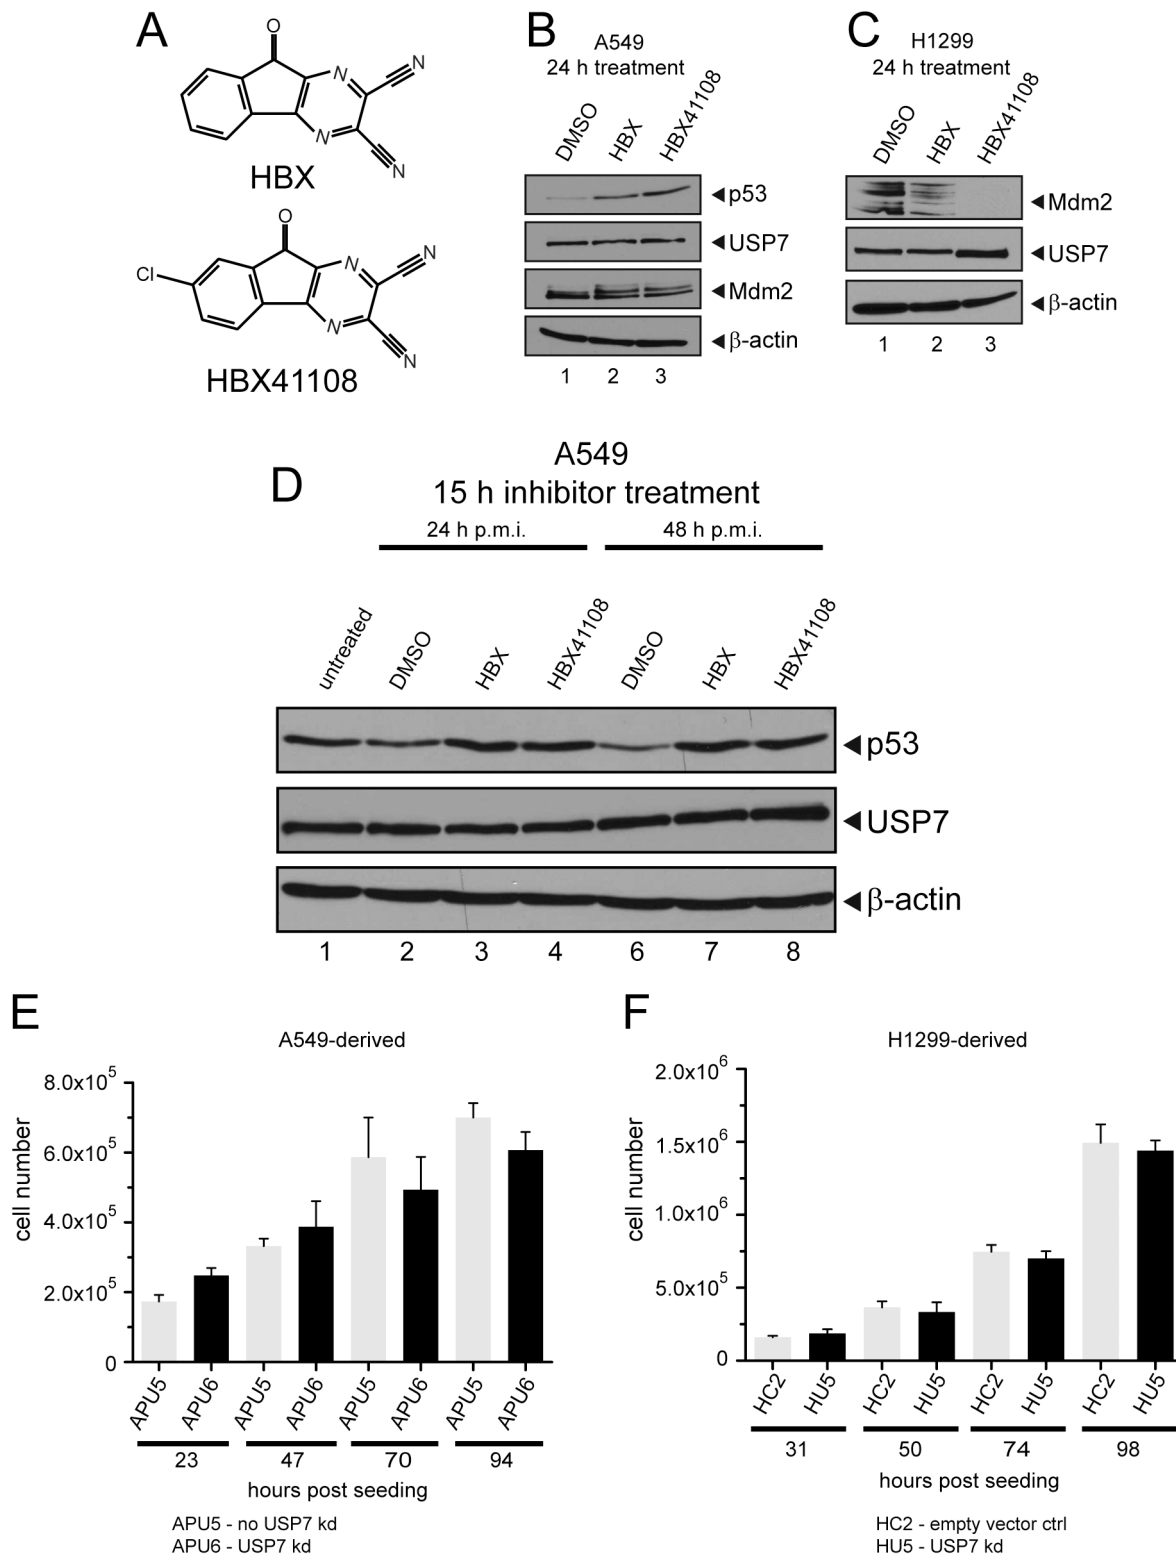 A
O
N
N
N
N
HBX
O
Cl
N
N
N
N
HBX41108
B
A549
24 h treatment
DMSO
HBX
HBX41108
p53
USP7
Mdm2
β-actin
1 2 3
C
H1299
24 h treatment
DMSO
HBX
HBX41108
Mdm2
USP7
β-actin
1 2 3
D
A549
15 h inhibitor treatment
24 h p.m.i. 48 h p.m.i.
untreated
DMSO
HBX
HBX41108
DMSO
HBX
HBX41108
p53
USP7
β-actin
1 2 3 4 6 7 8
E
A549-derived
cell number
8.0x10⁵
6.0x10⁵
4.0x10⁵
2.0x10⁵
0
APU5 APU6 APU5 APU6 APU5 APU6 APU5 APU6
23 47 70 94
hours post seeding
APU5 - no USP7 kd
APU6 - USP7 kd
F
H1299-derived
cell number
2.0x10⁶
1.5x10⁶
1.0x10⁶
5.0x10⁵
0
HC2 HU5 HC2 HU5 HC2 HU5 HC2 HU5
31 50 74 98
hours post seeding
HC2 - empty vector ctrl
HU5 - USP7 kd